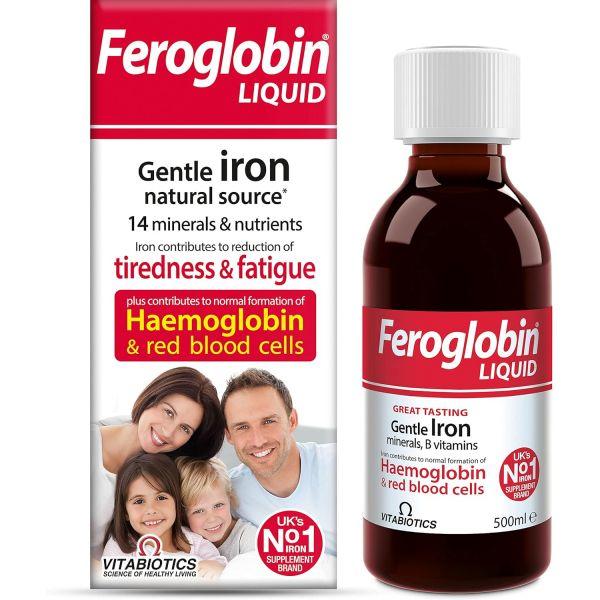 Feroglobin®
LIQUID
Gentle iron
natural source*
14 minerals & nutrients
Iron contributes to reduction of
tiredness & fatigue
plus contributes to normal formation of
Haemoglobin
& red blood cells
UK's
No1
IRON
SUPPLEMENT
BRAND
VITABIOTICS
SCIENCE OF HEALTHY LIVING
Feroglobin®
LIQUID
GREAT TASTING
Gentle Iron
minerals, B vitamins
Iron contributes to normal formation of
Haemoglobin
& red blood cells
UK's
No1
IRON
SUPPLEMENT
BRAND
VITABIOTICS
500ml ℮